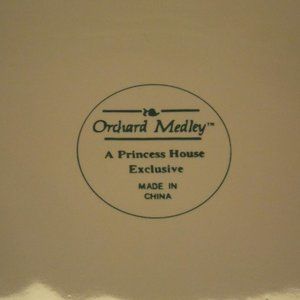 Orchard Medley™
A Princess House
Exclusive
MADE IN
CHINA